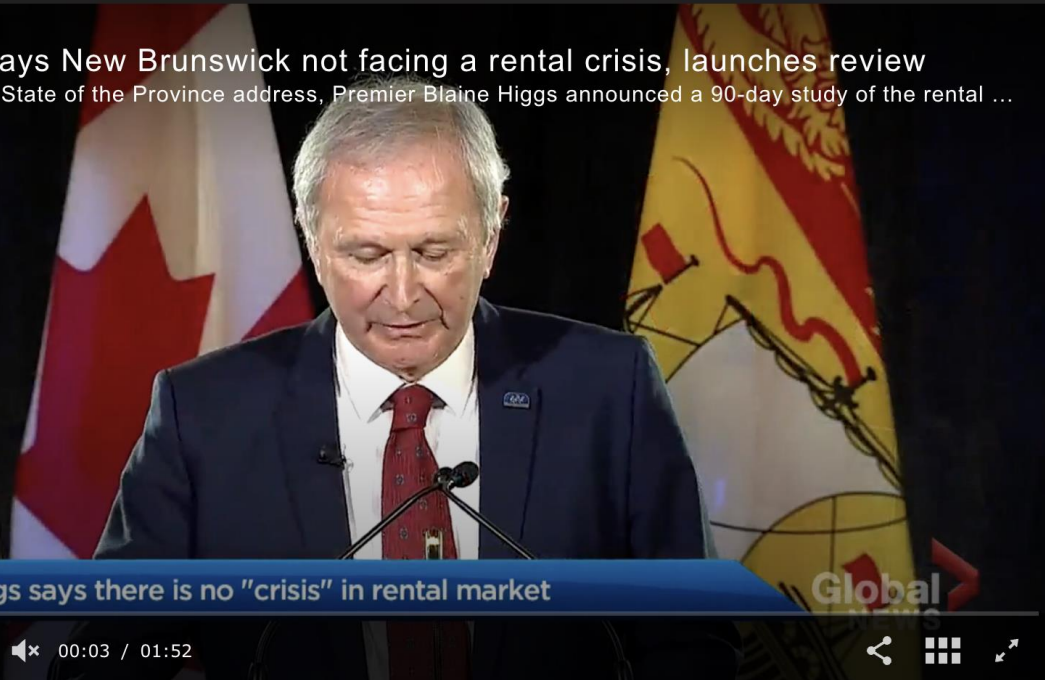 ays New Brunswick not facing a rental crisis, launches review
State of the Province address, Premier Blaine Higgs announced a 90-day study of the rental ...
gs says there is no "crisis" in rental market
Global
NEWS
00:03 / 01:52